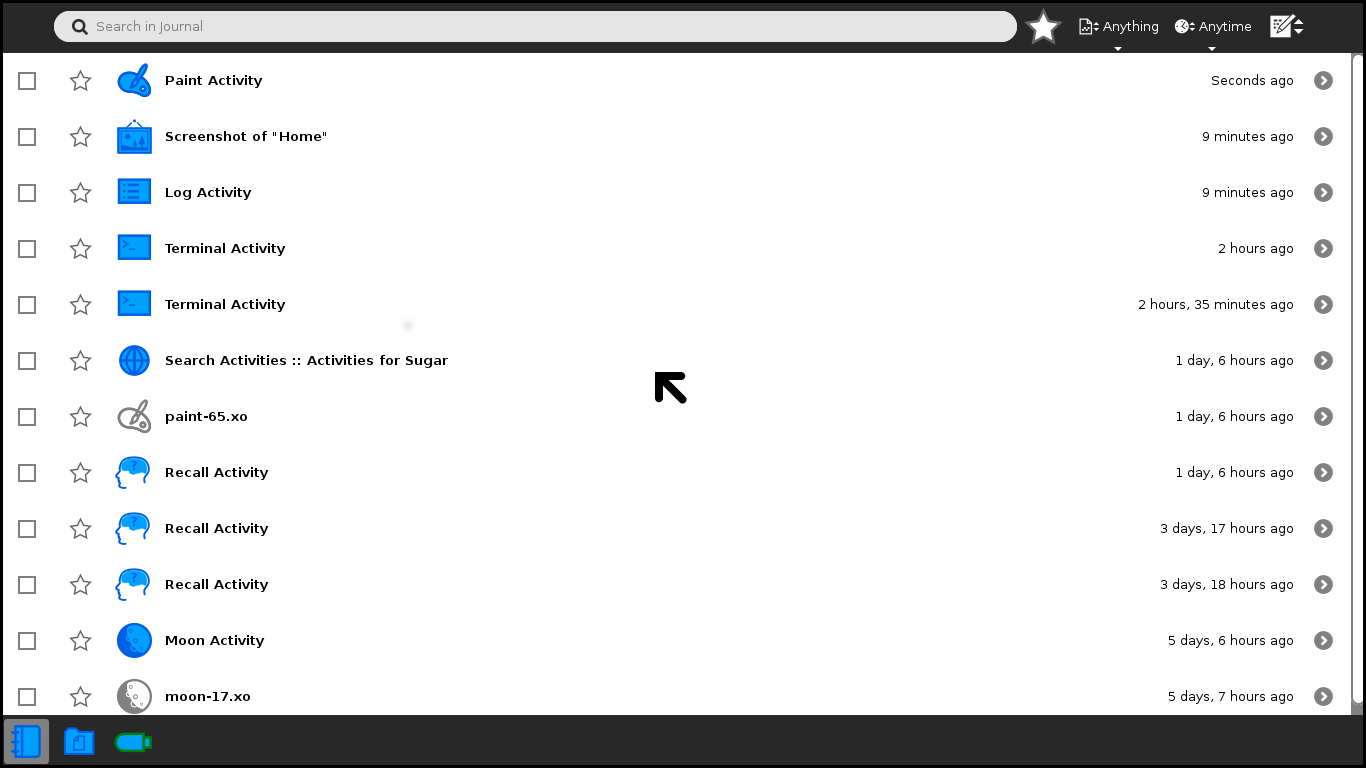 Search in Journal Anything Anytime
Paint Activity Seconds ago
Screenshot of "Home" 9 minutes ago
Log Activity 9 minutes ago
Terminal Activity 2 hours ago
Terminal Activity 2 hours, 35 minutes ago
Search Activities :: Activities for Sugar 1 day, 6 hours ago
paint-65.xo 1 day, 6 hours ago
Recall Activity 1 day, 6 hours ago
Recall Activity 3 days, 17 hours ago
Recall Activity 3 days, 18 hours ago
Moon Activity 5 days, 6 hours ago
moon-17.xo 5 days, 7 hours ago